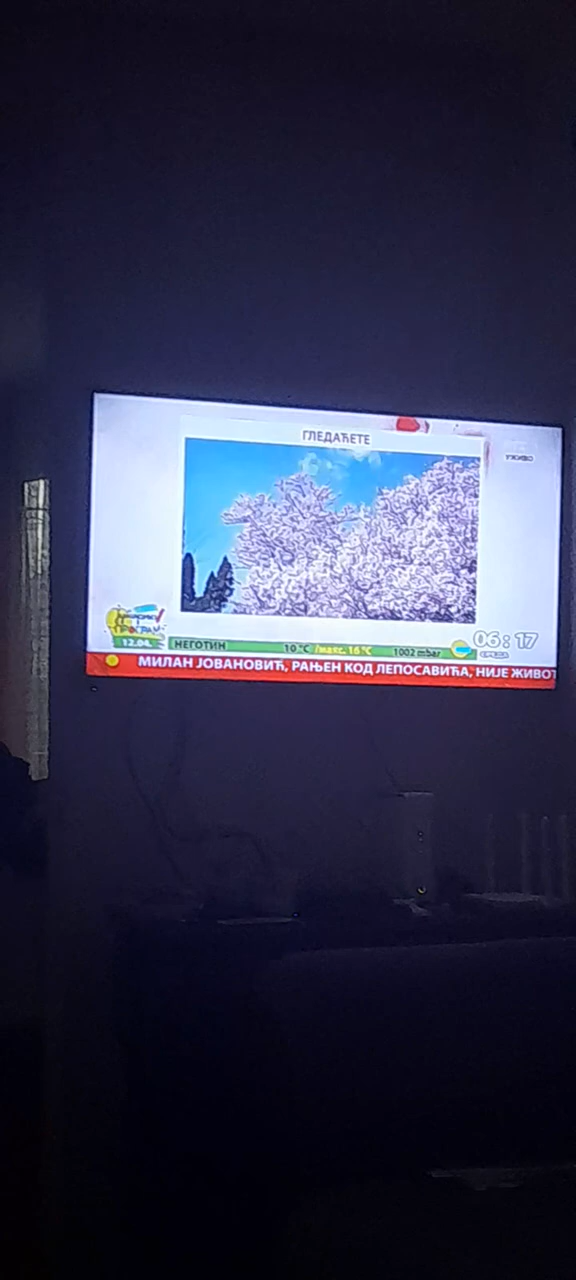 ГЛЕДАЋЕТЕ
УЖИВО
ПРОГРАМ
12.04.
НЕГОТИН 10 °C /макс. 16 °C 1002 mbar
06:17
СРЕДА
МИЛАН ЈОВАНОВИЋ, РАЊЕН КОД ЛЕПОСАВИЋА, НИЈЕ ЖИВОТ